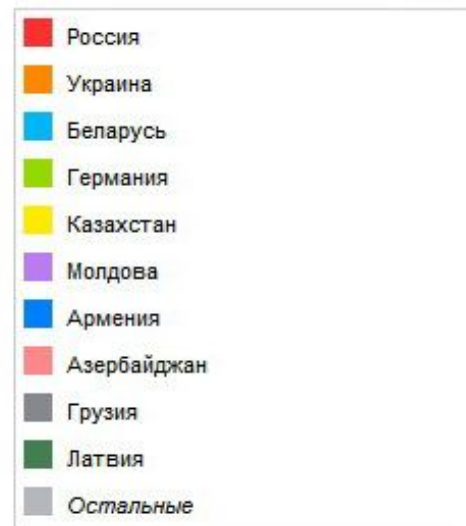 Россия
Украина
Беларусь
Германия
Казахстан
Молдова
Армения
Азербайджан
Грузия
Латвия
Остальные